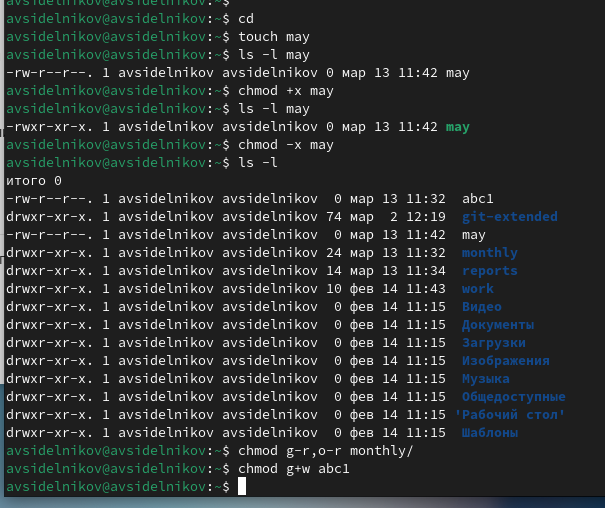 avsidelnikov@avsidelnikov:~$
avsidelnikov@avsidelnikov:~$ cd
avsidelnikov@avsidelnikov:~$ touch may
avsidelnikov@avsidelnikov:~$ ls -l may
-rw-r--r--. 1 avsidelnikov avsidelnikov 0 мар 13 11:42 may
avsidelnikov@avsidelnikov:~$ chmod +x may
avsidelnikov@avsidelnikov:~$ ls -l may
-rwxr-xr-x. 1 avsidelnikov avsidelnikov 0 мар 13 11:42 may
avsidelnikov@avsidelnikov:~$ chmod -x may
avsidelnikov@avsidelnikov:~$ ls -l
итого 0
-rw-r--r--. 1 avsidelnikov avsidelnikov  0 мар 13 11:32  abc1
drwxr-xr-x. 1 avsidelnikov avsidelnikov 74 мар  2 12:19  git-extended
-rw-r--r--. 1 avsidelnikov avsidelnikov  0 мар 13 11:42  may
drwxr-xr-x. 1 avsidelnikov avsidelnikov 24 мар 13 11:32  monthly
drwxr-xr-x. 1 avsidelnikov avsidelnikov 14 мар 13 11:34  reports
drwxr-xr-x. 1 avsidelnikov avsidelnikov 10 фев 14 11:43  work
drwxr-xr-x. 1 avsidelnikov avsidelnikov  0 фев 14 11:15  Видео
drwxr-xr-x. 1 avsidelnikov avsidelnikov  0 фев 14 11:15  Документы
drwxr-xr-x. 1 avsidelnikov avsidelnikov  0 фев 14 11:15  Загрузки
drwxr-xr-x. 1 avsidelnikov avsidelnikov  0 фев 14 11:15  Изображения
drwxr-xr-x. 1 avsidelnikov avsidelnikov  0 фев 14 11:15  Музыка
drwxr-xr-x. 1 avsidelnikov avsidelnikov  0 фев 14 11:15  Общедоступные
drwxr-xr-x. 1 avsidelnikov avsidelnikov  0 фев 14 11:15 'Рабочий стол'
drwxr-xr-x. 1 avsidelnikov avsidelnikov  0 фев 14 11:15  Шаблоны
avsidelnikov@avsidelnikov:~$ chmod g-r,o-r monthly/
avsidelnikov@avsidelnikov:~$ chmod g+w abc1
avsidelnikov@avsidelnikov:~$